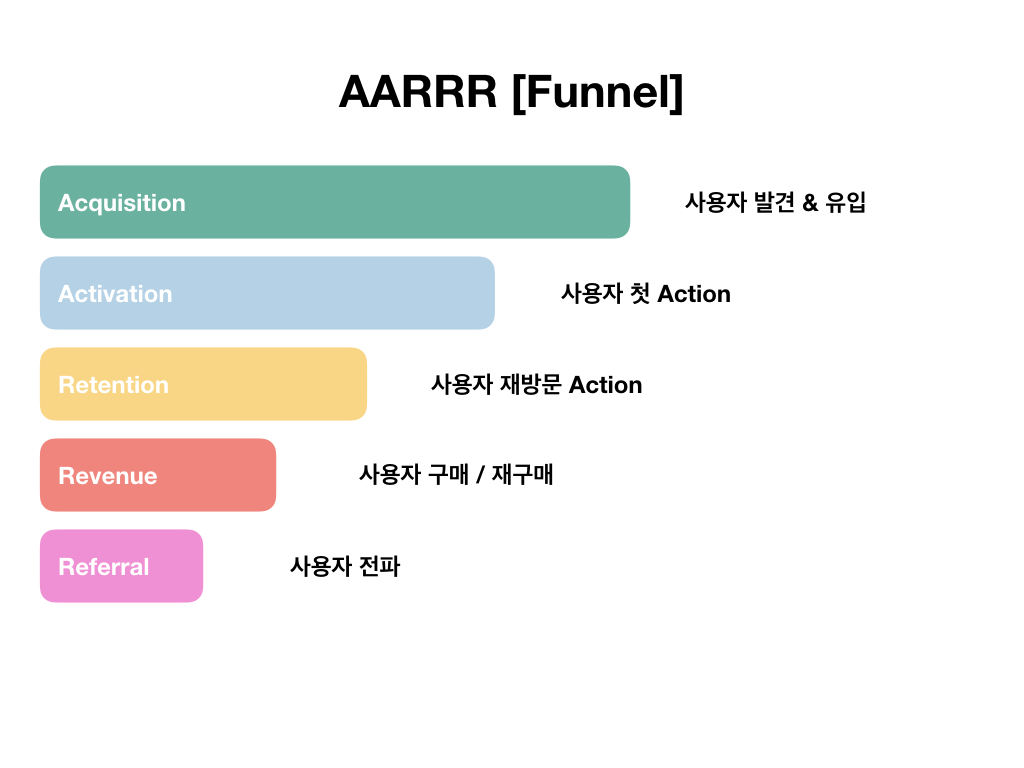 AARRR [Funnel]
Acquisition 사용자 발견 & 유입
Activation 사용자 첫 Action
Retention 사용자 재방문 Action
Revenue 사용자 구매 / 재구매
Referral 사용자 전파